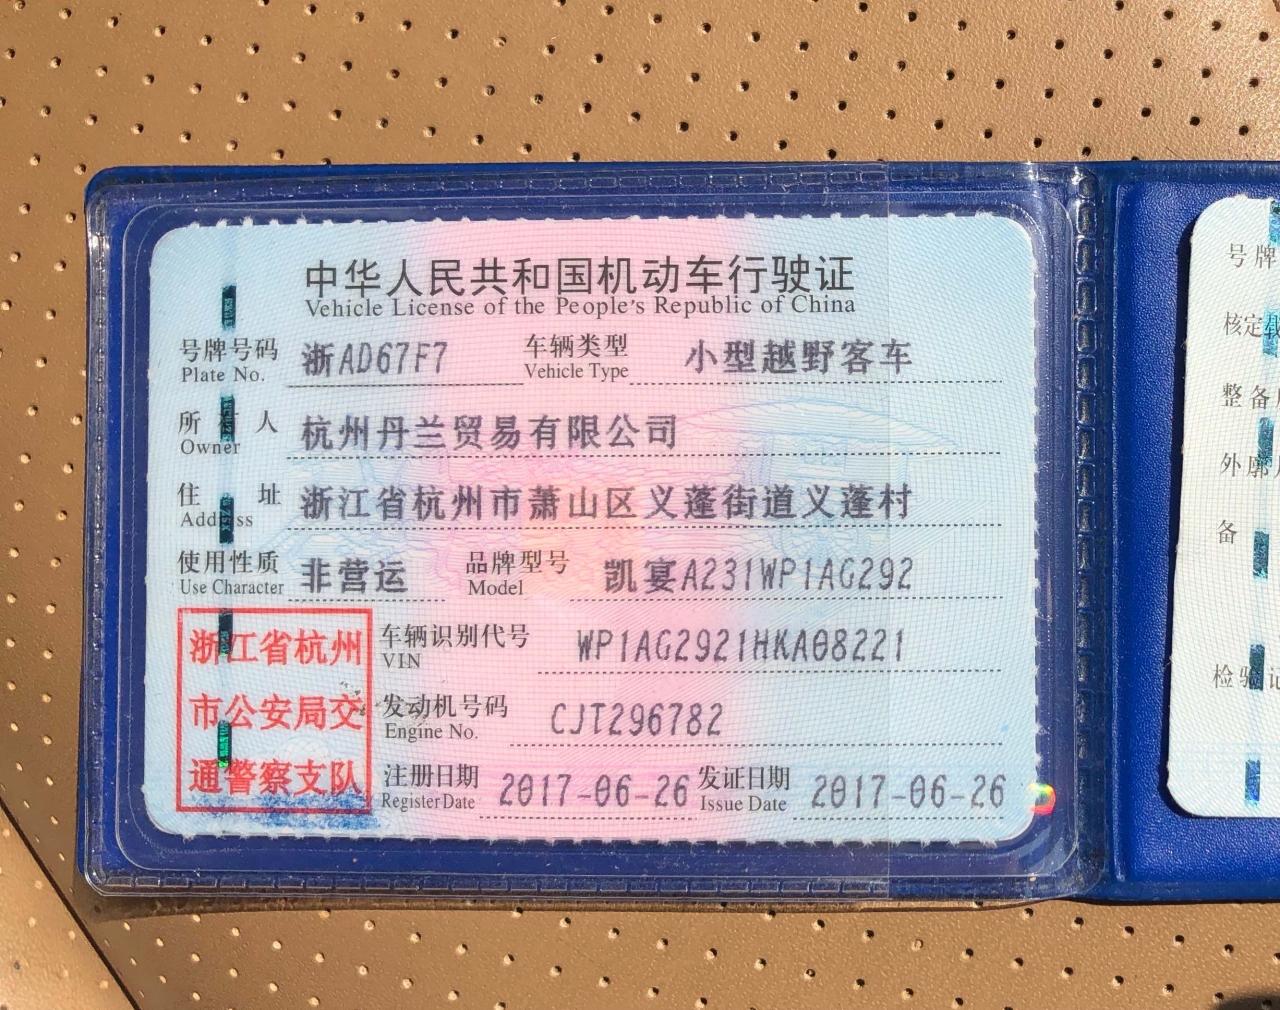 中华人民共和国机动车行驶证
Vehicle License of the People's Republic of China
号牌号码 浙AD67F7 车辆类型 小型越野客车
Plate No. Vehicle Type
所 人 杭州丹兰贸易有限公司
Owner
住 址 浙江省杭州市萧山区义蓬街道义蓬村
Address
使用性质 非营运 品牌型号 凯宴A231WP1AG292
Use Character Model
浙江省杭州
市公安局交
通警察支队
车辆识别代号 WP1AG2921HKA08221
VIN
发动机号码 CJT296782
Engine No.
注册日期 2017-06-26 发证日期 2017-06-26
Register Date Issue Date
号牌
核定载
整备
外廓
备
检验记